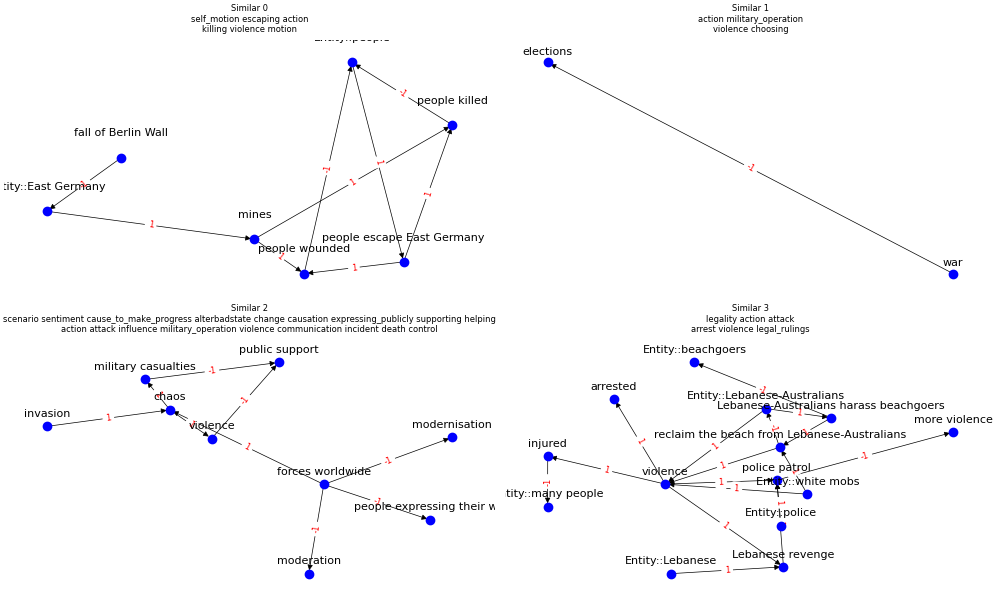 Similar 0
self_motion escaping action
killing violence motion
people killed
fall of Berlin Wall
tity::East Germany
mines
people escape East Germany
people wounded
-1
1
-1
1
1
1
1
1
Similar 1
action military_operation
violence choosing
elections
-1
war
Similar 2
scenario sentiment cause_to_make_progress alterbadstate change causation expressing_publicly supporting helping
action attack influence military_operation violence communication incident death control
public support
military casualties
-1
chaos
invasion
1
-1
violence
modernisation
1
-1
forces worldwide
-1
people expressing their w
-1
moderation
Similar 3
legality action attack
arrest violence legal_rulings
Entity::beachgoers
arrested
-1
Entity::Lebanese-Australians
Lebanese-Australians harass beachgoers
1
more violence
reclaim the beach from Lebanese-Australians
injured
1
1
1
-1
violence
police patrol
1
1
Entity::white mobs
1
-1
tity::many people
1
Entity::police
1
Lebanese revenge
Entity::Lebanese
1